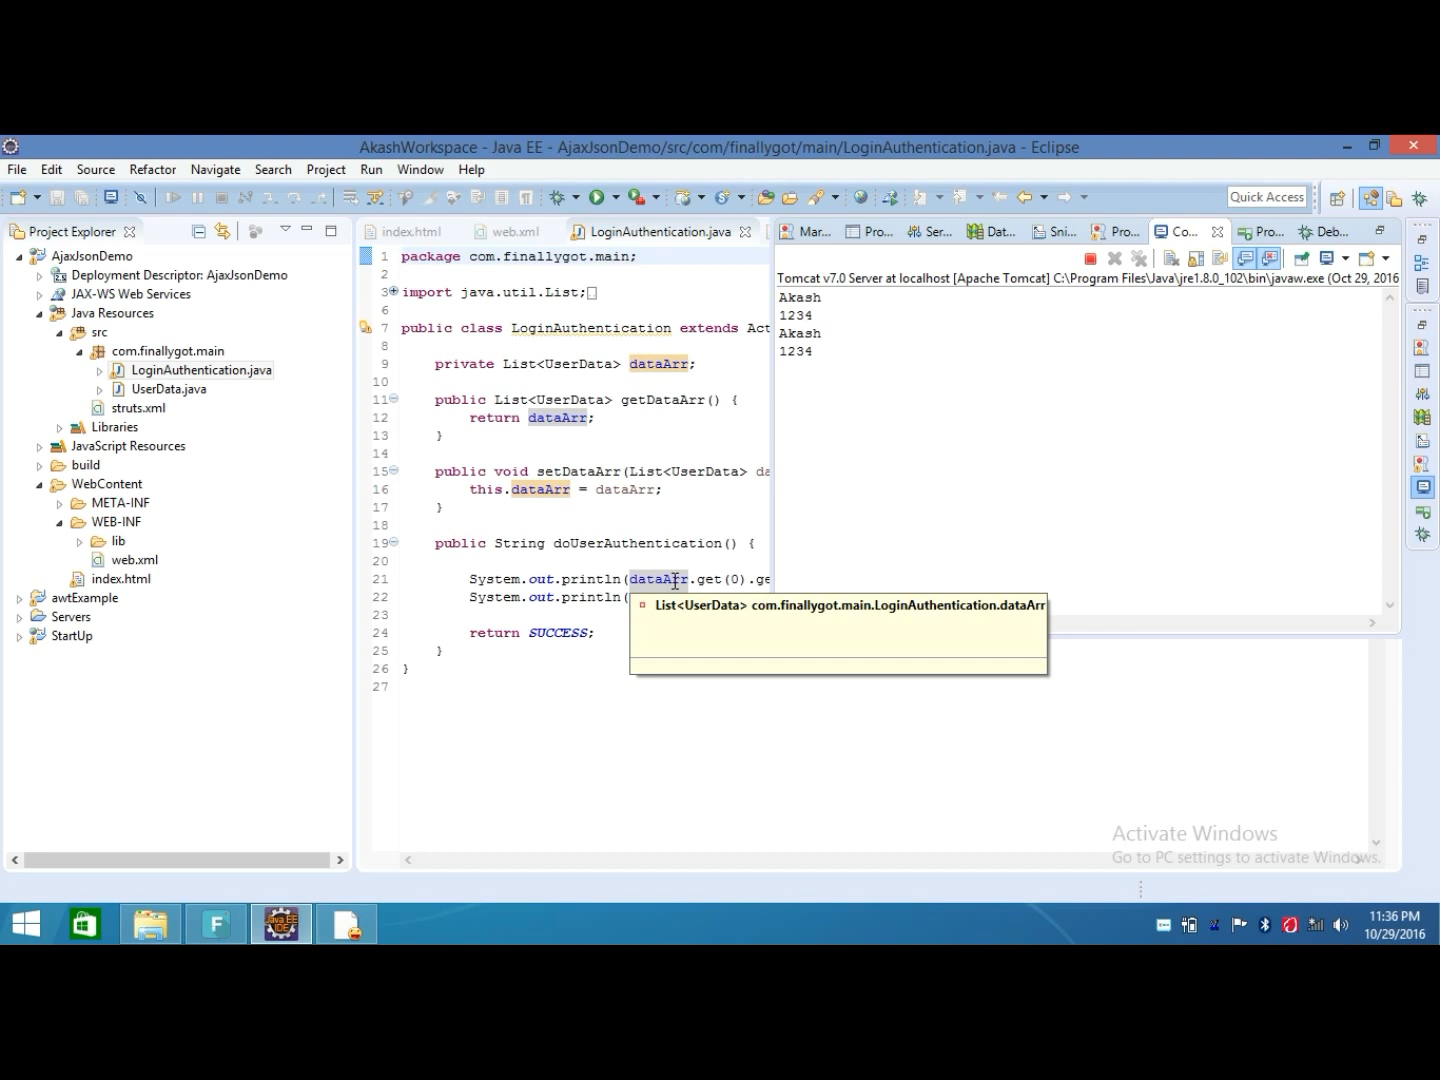 AkashWorkspace - Java EE - AjaxJsonDemo/src/com/finallygot/main/LoginAuthentication.java - Eclipse
File Edit Source Refactor Navigate Search Project Run Window Help
Quick Access
Project Explorer
AjaxJsonDemo
Deployment Descriptor: AjaxJsonDemo
JAX-WS Web Services
Java Resources
src
com.finallygot.main
LoginAuthentication.java
UserData.java
struts.xml
Libraries
JavaScript Resources
build
WebContent
META-INF
WEB-INF
lib
web.xml
index.html
awtExample
Servers
StartUp
index.html web.xml LoginAuthentication.java
1 package com.finallygot.main;
2
3 import java.util.List;
6
7 public class LoginAuthentication extends Act
8
9 private List<UserData> dataArr;
10
11 public List<UserData> getDataArr() {
12 return dataArr;
13 }
14
15 public void setDataArr(List<UserData> da
16 this.dataArr = dataArr;
17 }
18
19 public String doUserAuthentication() {
20
21 System.out.println(dataArr.get(0).ge
22 System.out.println(
23
24 return SUCCESS;
25 }
26 }
27
List<UserData> com.finallygot.main.LoginAuthentication.dataArr
Mar... Pro... Ser... Dat... Sni... Pro... Co... Pro... Deb...
Tomcat v7.0 Server at localhost [Apache Tomcat] C:\Program Files\Java\jre1.8.0_102\bin\javaw.exe (Oct 29, 2016
Akash
1234
Akash
1234
Activate Windows
Go to PC settings to activate Windows.
F
Java EE
IDE
11:36 PM
10/29/2016